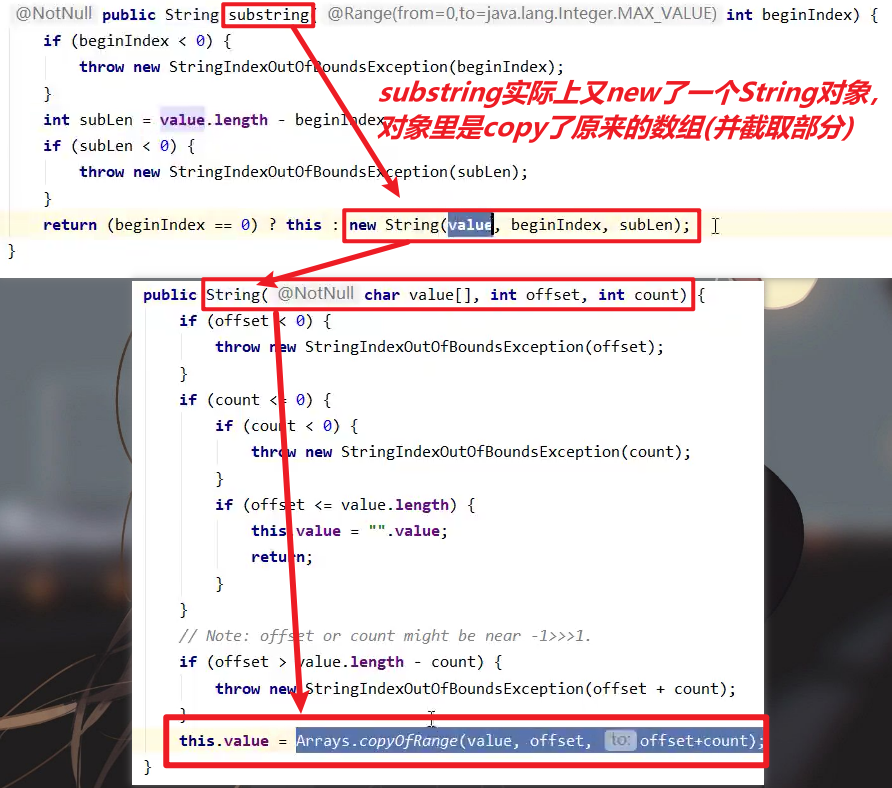 @NotNull public String substring( @Range(from=0,to=java.lang.Integer.MAX_VALUE) int beginIndex) {
if (beginIndex < 0) {
throw new StringIndexOutOfBoundsException(beginIndex);
}
int subLen = value.length - beginIndex
substring实际上又new了一个String对象,
对象里是copy了原来的数组(并截取部分)
if (subLen < 0) {
throw new StringIndexOutOfBoundsException(subLen);
}
return (beginIndex == 0) ? this : new String(value, beginIndex, subLen);
}
public String( @NotNull char value[], int offset, int count) {
if (offset < 0) {
throw new StringIndexOutOfBoundsException(offset);
}
if (count <= 0) {
if (count < 0) {
throw new StringIndexOutOfBoundsException(count);
}
if (offset <= value.length) {
this.value = "".value;
return;
}
}
// Note: offset or count might be near -1>>>1.
if (offset > value.length - count) {
throw new StringIndexOutOfBoundsException(offset + count);
}
this.value = Arrays.copyOfRange(value, offset, to: offset+count);
}